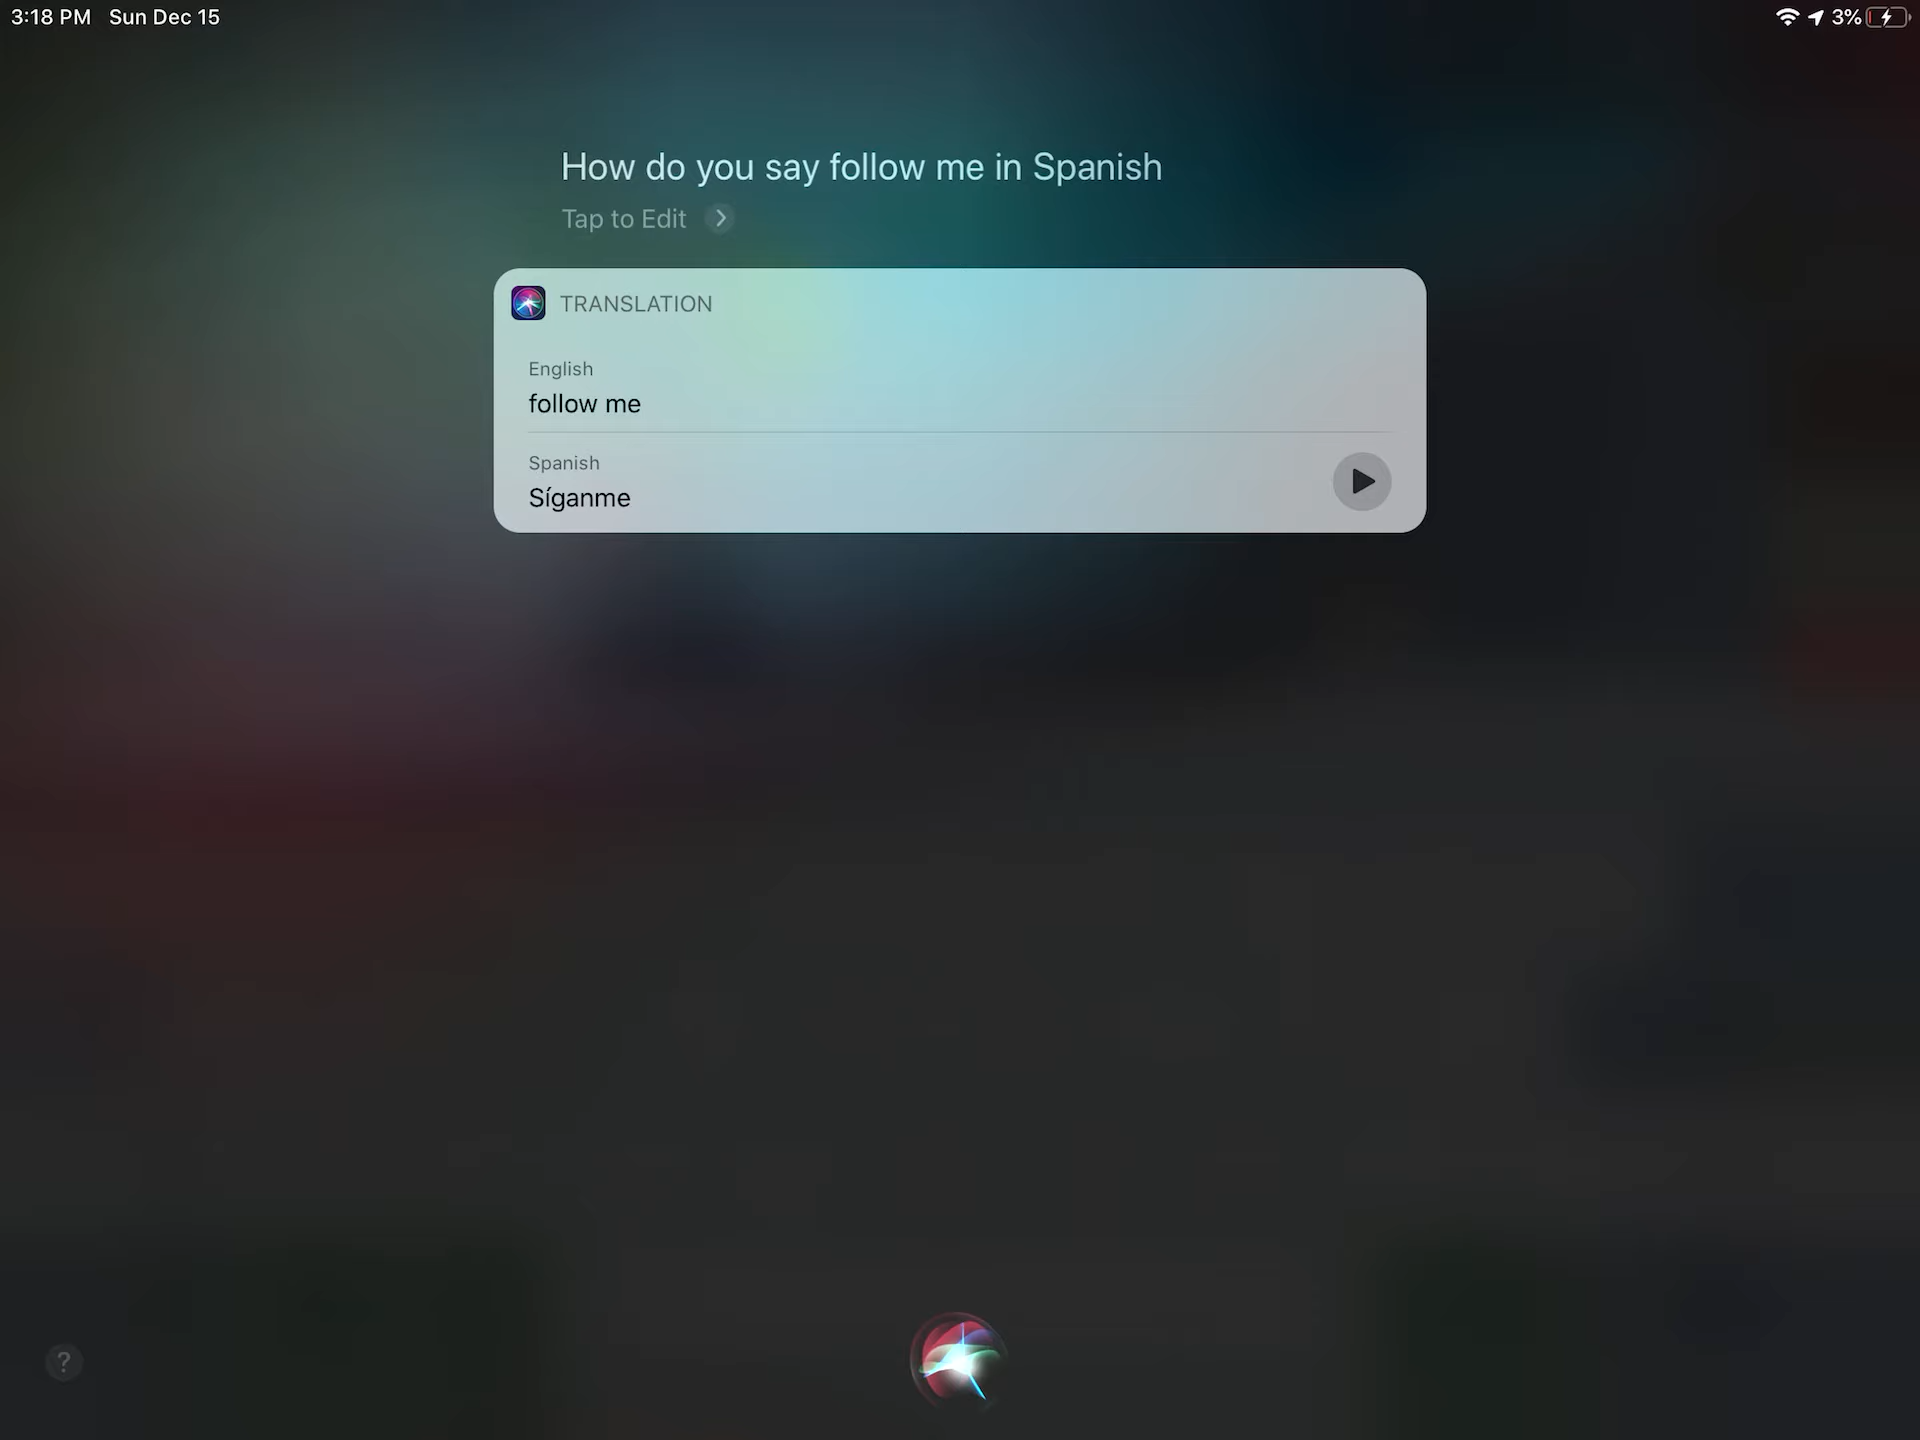 3:18 PM Sun Dec 15
3%
How do you say follow me in Spanish
Tap to Edit
TRANSLATION
English
follow me
Spanish
Síganme
?